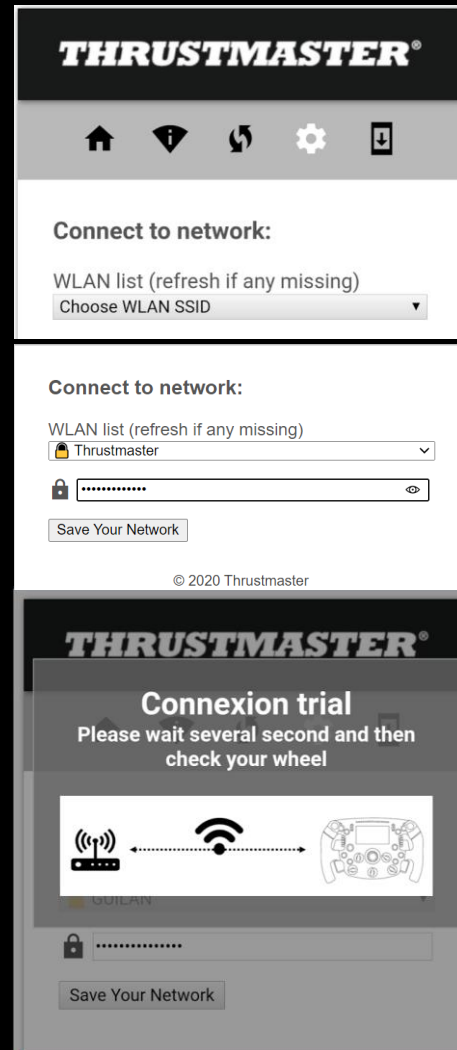 THRUSTMASTER®
Connect to network:
WLAN list (refresh if any missing)
Choose WLAN SSID
Connect to network:
WLAN list (refresh if any missing)
Thrustmaster
•••••••••••••
Save Your Network
© 2020 Thrustmaster
THRUSTMASTER®
Connexion trial
Please wait several second and then
check your wheel
GUILAN
•••••••••••••••
Save Your Network